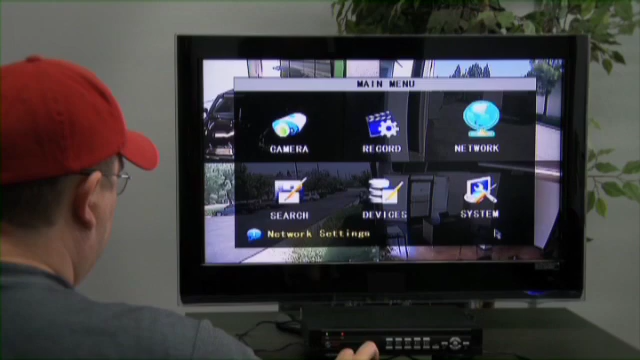 MAIN MENU
CAMERA RECORD NETWORK
SEARCH DEVICES SYSTEM
Network Settings